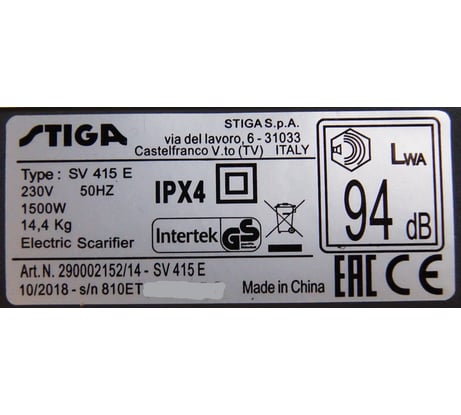 STIGA
STIGA S.p.A.
via del lavoro, 6 - 31033
Castelfranco V.to (TV) ITALY
Type: SV 415 E
230V 50HZ
1500W
14,4 Kg
Electric Scarifier
IPX4
Intertek GS
LWA
94 dB
Art.N. 290002152/14 - SV 415 E
10/2018 - s/n 810ET
Made in China
EAC CE